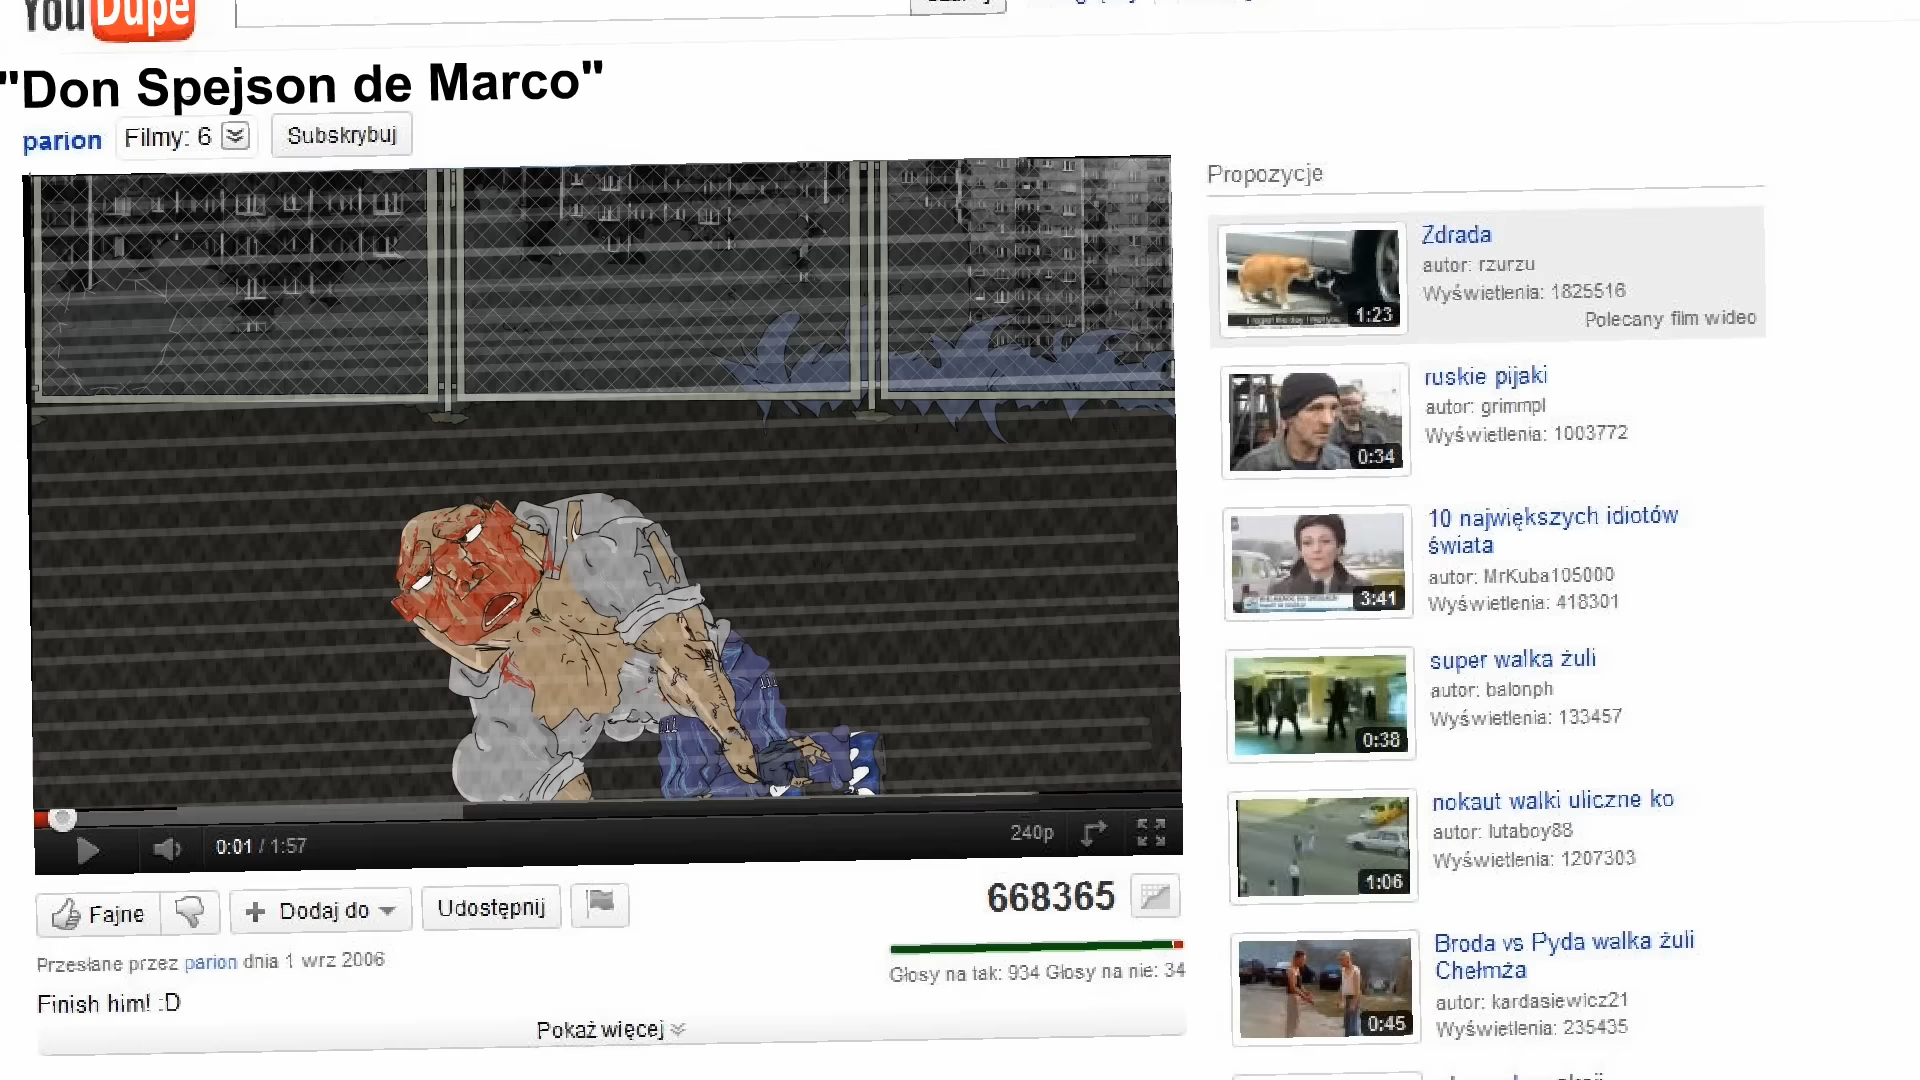 You Dupe
"Don Spejson de Marco"
parion Filmy: 6 Subskrybuj
0:01 / 1:57
240p
Fajne
Dodaj do
Udostępnij
668365
Przesłane przez parion dnia 1 wrz 2006
Głosy na tak: 934 Głosy na nie: 34
Finish him! :D
Pokaż więcej
Propozycje
1:23
Zdrada
autor: rzurzu
Wyświetlenia: 1825516
Polecany film wideo
0:34
ruskie pijaki
autor: grimmpl
Wyświetlenia: 1003772
3:41
10 największych idiotów
świata
autor: MrKuba105000
Wyświetlenia: 418301
0:38
super walka żuli
autor: balonph
Wyświetlenia: 133457
1:06
nokaut walki uliczne ko
autor: lutaboy88
Wyświetlenia: 1207303
0:45
Broda vs Pyda walka żuli
Chełmża
autor: kardasiewicz21
Wyświetlenia: 235435